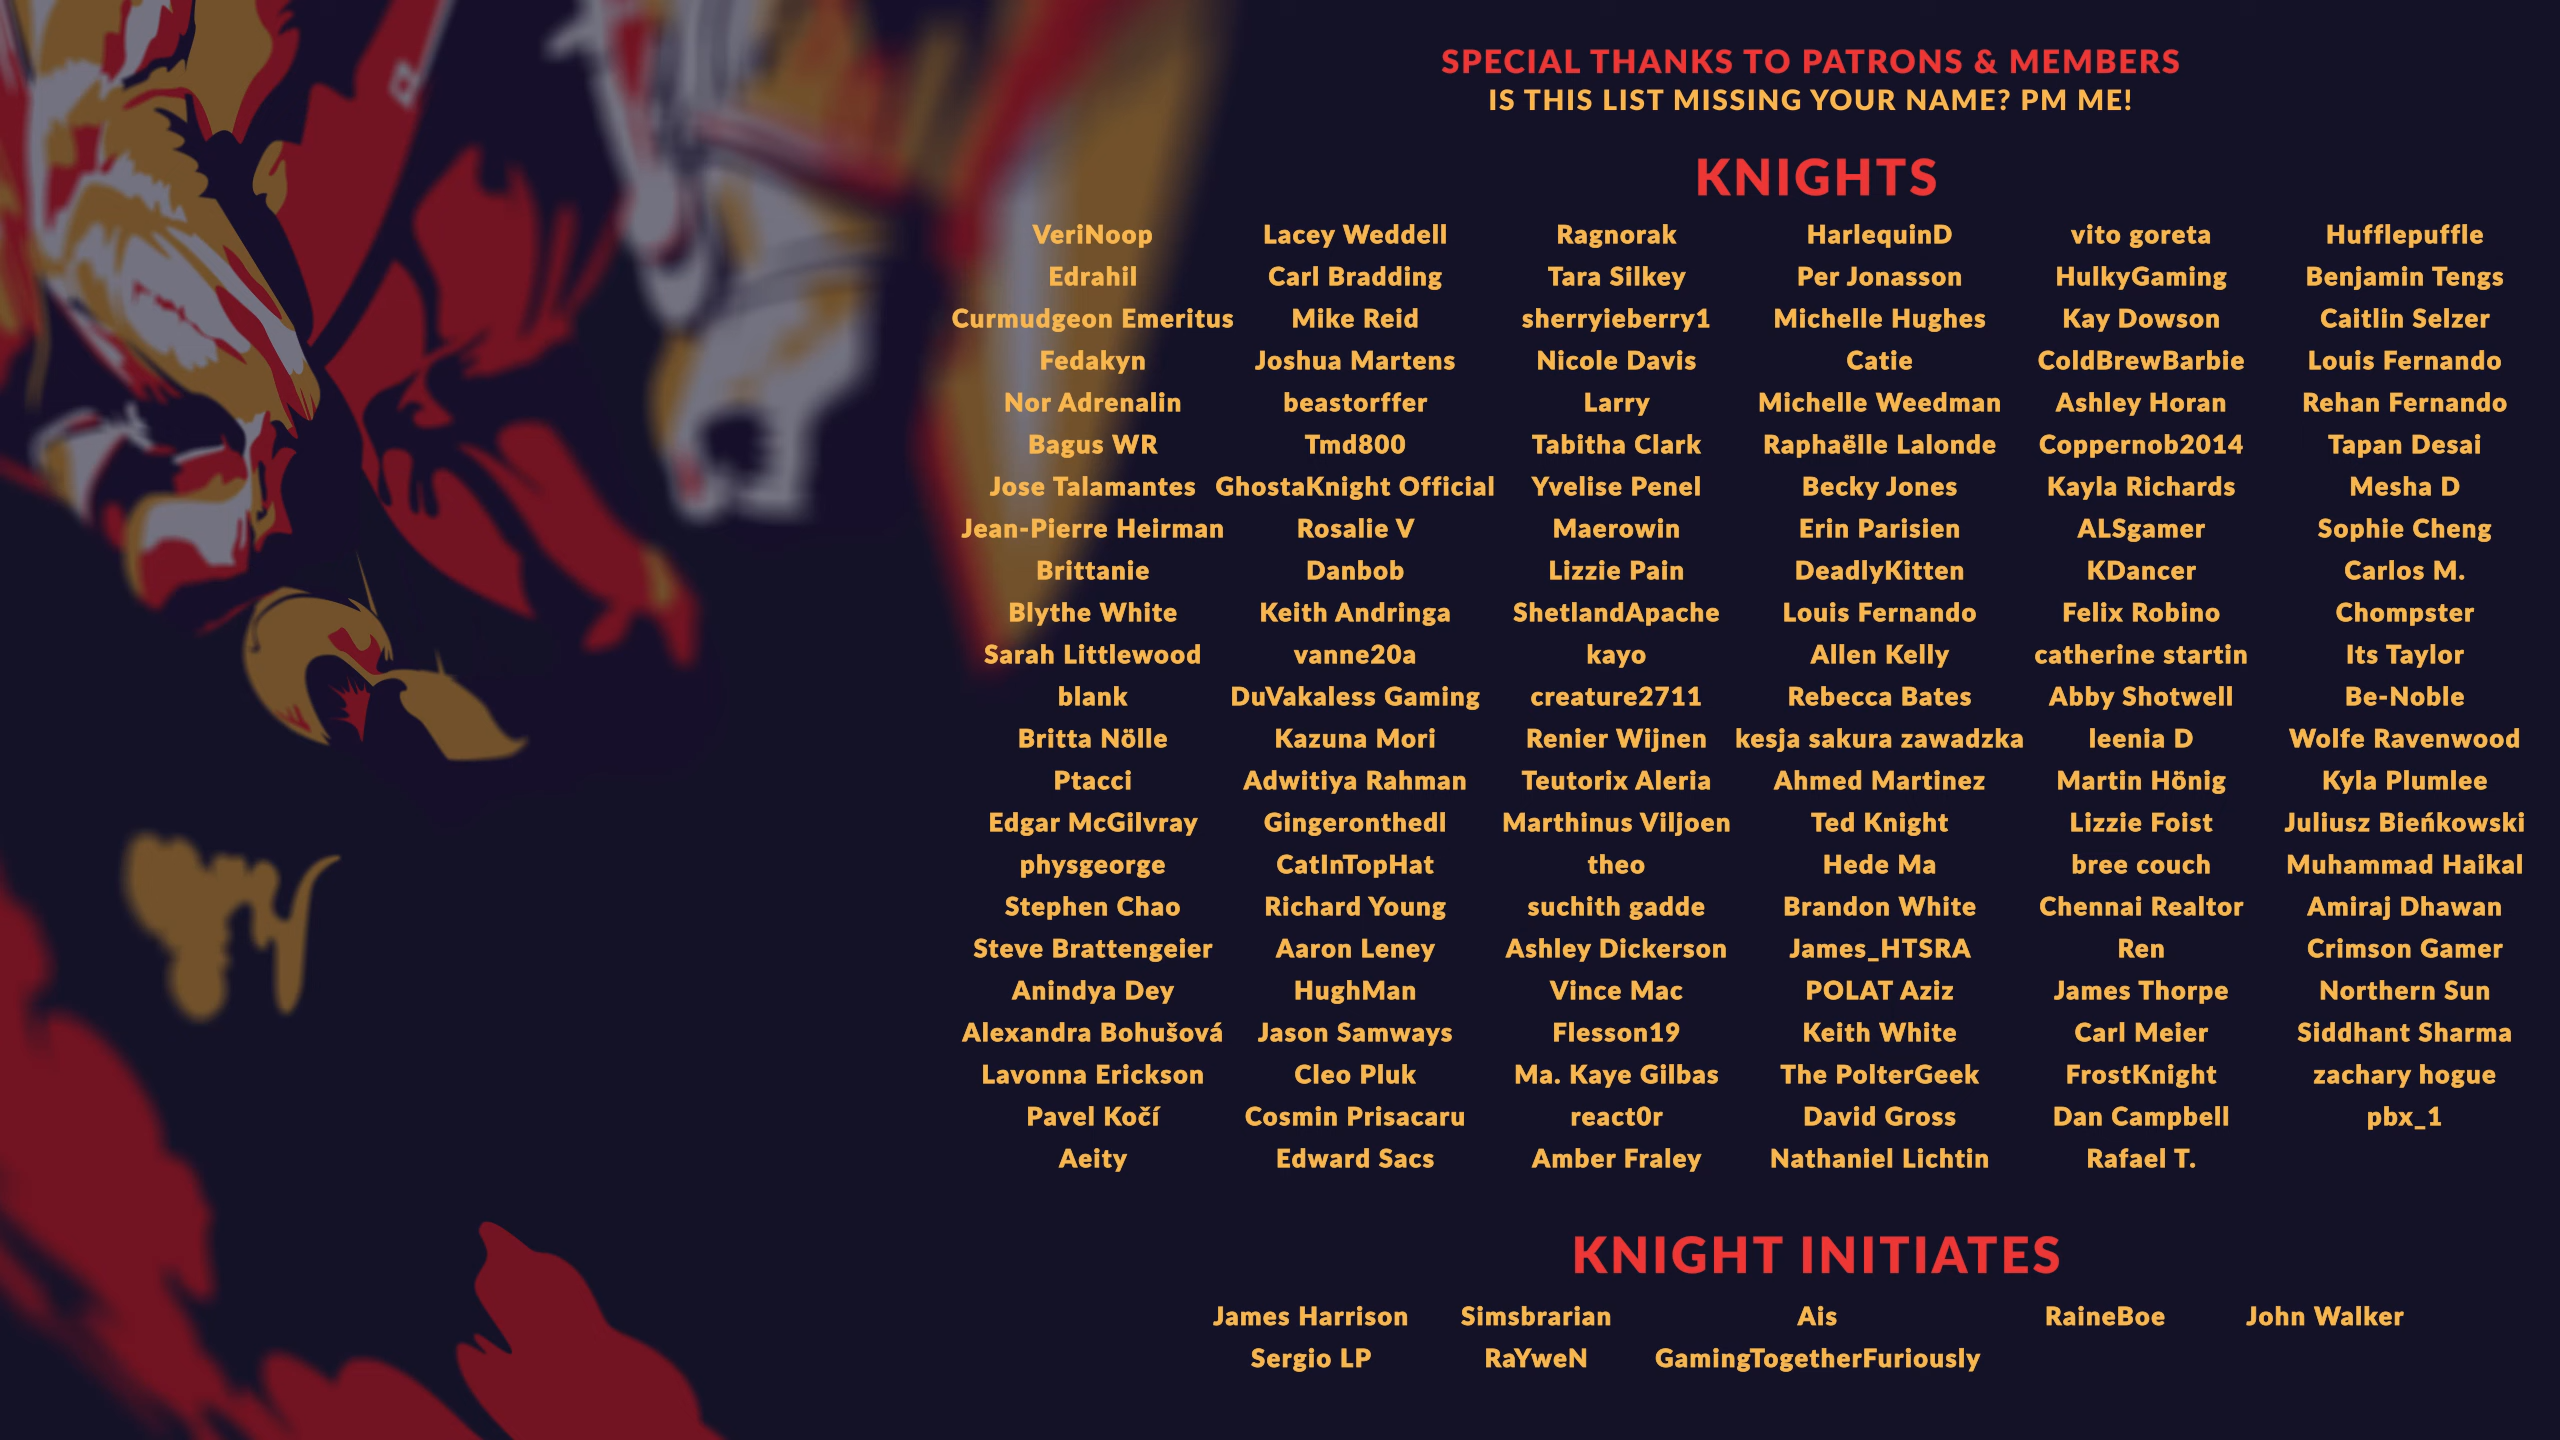 SPECIAL THANKS TO PATRONS & MEMBERS
IS THIS LIST MISSING YOUR NAME? PM ME!
KNIGHTS
VeriNoop Lacey Weddell Ragnorak HarlequinD vito goreta Hufflepuffle
Edrahil Carl Bradding Tara Silkey Per Jonasson HulkyGaming Benjamin Tengs
Curmudgeon Emeritus Mike Reid sherryieberry1 Michelle Hughes Kay Dowson Caitlin Selzer
Fedakyn Joshua Martens Nicole Davis Catie ColdBrewBarbie Louis Fernando
Nor Adrenalin beastorffer Larry Michelle Weedman Ashley Horan Rehan Fernando
Bagus WR Tmd800 Tabitha Clark Raphaëlle Lalonde Coppernob2014 Tapan Desai
Jose Talamantes GhostaKnight Official Yvelise Penel Becky Jones Kayla Richards Mesha D
Jean-Pierre Heirman Rosalie V Maerowin Erin Parisien ALSgamer Sophie Cheng
Brittanie Danbob Lizzie Pain DeadlyKitten KDancer Carlos M.
Blythe White Keith Andringa ShetlandApache Louis Fernando Felix Robino Chompster
Sarah Littlewood vanne20a kayo Allen Kelly catherine startin Its Taylor
blank DuVakaless Gaming creature2711 Rebecca Bates Abby Shotwell Be-Noble
Britta Nölle Kazuna Mori Renier Wijnen kesja sakura zawadzka leenia D Wolfe Ravenwood
Ptacci Adwitiya Rahman Teutorix Aleria Ahmed Martinez Martin Hönig Kyla Plumlee
Edgar McGilvray Gingeronthedl Marthinus Viljoen Ted Knight Lizzie Foist Juliusz Bieńkowski
physgeorge CatInTopHat theo Hede Ma bree couch Muhammad Haikal
Stephen Chao Richard Young suchith gadde Brandon White Chennai Realtor Amiraj Dhawan
Steve Brattengeier Aaron Leney Ashley Dickerson James_HTSRA Ren Crimson Gamer
Anindya Dey HughMan Vince Mac POLAT Aziz James Thorpe Northern Sun
Alexandra Bohušová Jason Samways Flesson19 Keith White Carl Meier Siddhant Sharma
Lavonna Erickson Cleo Pluk Ma. Kaye Gilbas The PolterGeek FrostKnight zachary hogue
Pavel Kočí Cosmin Prisacaru react0r David Gross Dan Campbell pbx_1
Aeity Edward Sacs Amber Fraley Nathaniel Lichtin Rafael T.
KNIGHT INITIATES
James Harrison Simsbrarian Ais RaineBoe John Walker
Sergio LP RaYweN GamingTogetherFuriously